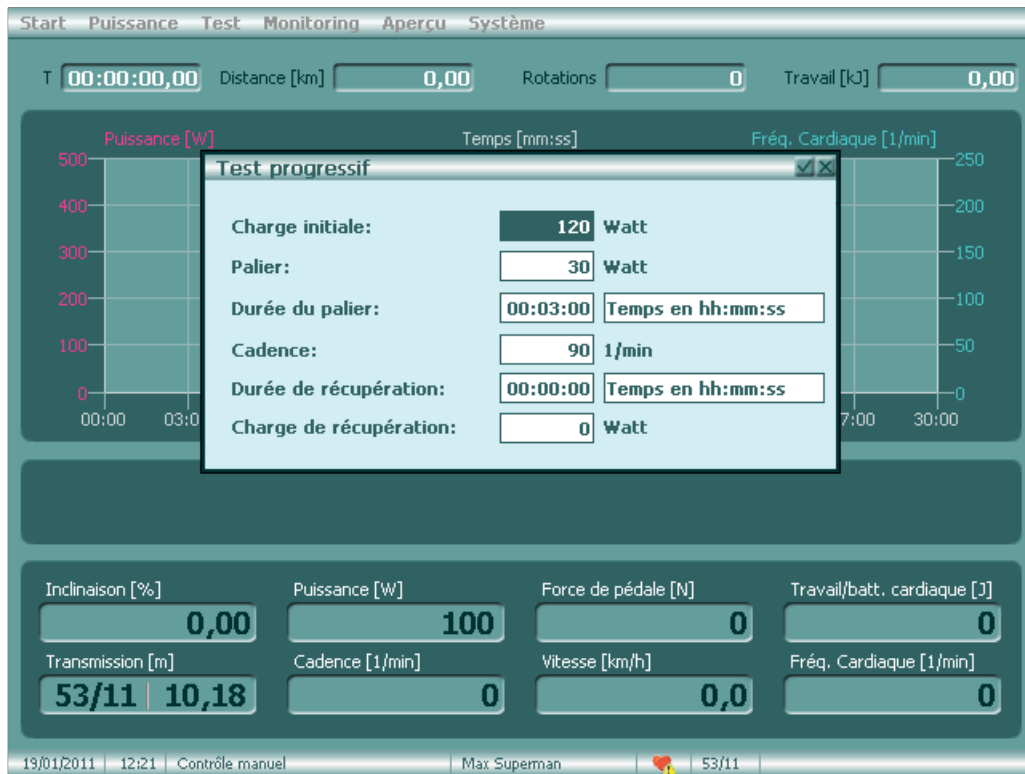 Start Puissance Test Monitoring Aperçu Système
T 00:00:00,00 Distance [km] 0,00 Rotations 0 Travail [kJ] 0,00
Puissance [W] Temps [mm:ss] Fréq. Cardiaque [1/min]
500 250
400 200
300 150
200 100
100 50
0 0
00:00 03:0 7:00 30:00
Test progressif
Charge initiale: 120 Watt
Palier: 30 Watt
Durée du palier: 00:03:00 Temps en hh:mm:ss
Cadence: 90 1/min
Durée de récupération: 00:00:00 Temps en hh:mm:ss
Charge de récupération: 0 Watt
Inclinaison [%] Puissance [W] Force de pédale [N] Travail/batt. cardiaque [J]
0,00 100 0 0
Transmission [m] Cadence [1/min] Vitesse [km/h] Fréq. Cardiaque [1/min]
53/11 10,18 0 0,0 0
19/01/2011 12:21 Contrôle manuel Max Superman 53/11